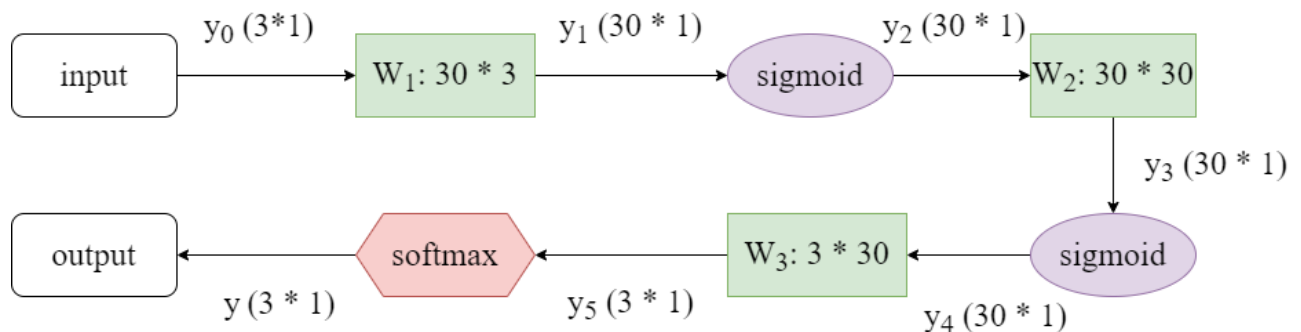 y₀ (3*1)
y₁ (30 * 1)
y₂ (30 * 1)
input
W₁: 30 * 3
sigmoid
W₂: 30 * 30
y₃ (30 * 1)
output
softmax
W₃: 3 * 30
sigmoid
y (3 * 1)
y₅ (3 * 1)
y₄ (30 * 1)